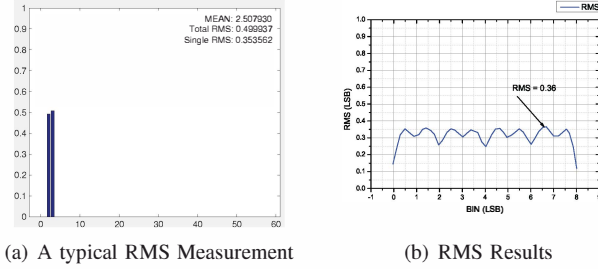 MEAN: 2.507930
Total RMS: 0.499937
Single RMS: 0.353562
1
0.9
0.8
0.7
0.6
0.5
0.4
0.3
0.2
0.1
0
0 10 20 30 40 50 60
(a) A typical RMS Measurement
RMS
1.0
0.9
0.8
0.7
0.6
0.5
0.4
0.3
0.2
0.1
0.0
RMS (LSB)
RMS = 0.36
-1 0 1 2 3 4 5 6 7 8 9
BIN (LSB)
(b) RMS Results